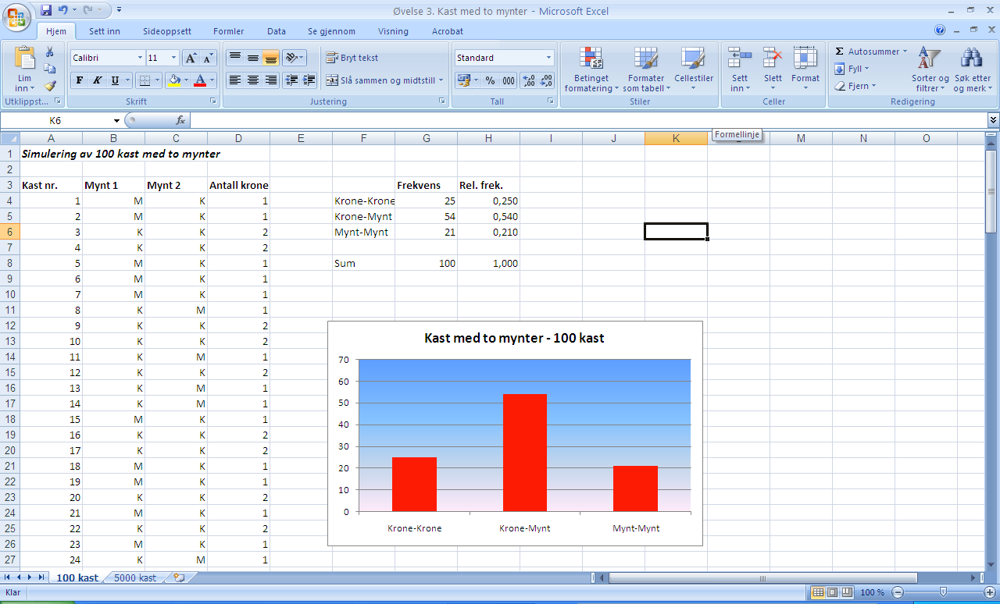 Øvelse 3. Kast med to mynter - Microsoft Excel
Hjem Sett inn Sideoppsett Formler Data Se gjennom Visning Acrobat
Lim inn
Utklippst...
Calibri 11
F K U A
Skrift
Bryt tekst
Slå sammen og midtstill
Justering
Standard
% 000
Tall
Betinget formatering
Formater som tabell
Cellestiler
Stiler
Sett inn
Slett
Format
Celler
Σ Autosummer
Fyll
Fjern
Sorter og filtrer
Søk etter og merk
Redigering
K6 fx
Formellinje
A B C D E F G H I J K M N O
1 Simulering av 100 kast med to mynter
2
3 Kast nr. Mynt 1 Mynt 2 Antall krone Frekvens Rel. frek.
4 1 M K 1 Krone-Krone 25 0,250
5 2 M K 1 Krone-Mynt 54 0,540
6 3 K K 2 Mynt-Mynt 21 0,210
7 4 K K 2
8 5 M K 1 Sum 100 1,000
9 6 M K 1
10 7 M K 1
11 8 K M 1
12 9 K K 2
13 10 K K 2
14 11 K M 1
15 12 K K 2
16 13 K M 1
17 14 K M 1
18 15 M K 1
19 16 K K 2
20 17 K K 2
21 18 M K 1
22 19 M K 1
23 20 K K 2
24 21 M K 1
25 22 K K 2
26 23 M K 1
27 24 K M 1
Kast med to mynter - 100 kast
70
60
50
40
30
20
10
0
Krone-Krone Krone-Mynt Mynt-Mynt
100 kast 5000 kast
Klar 100 %